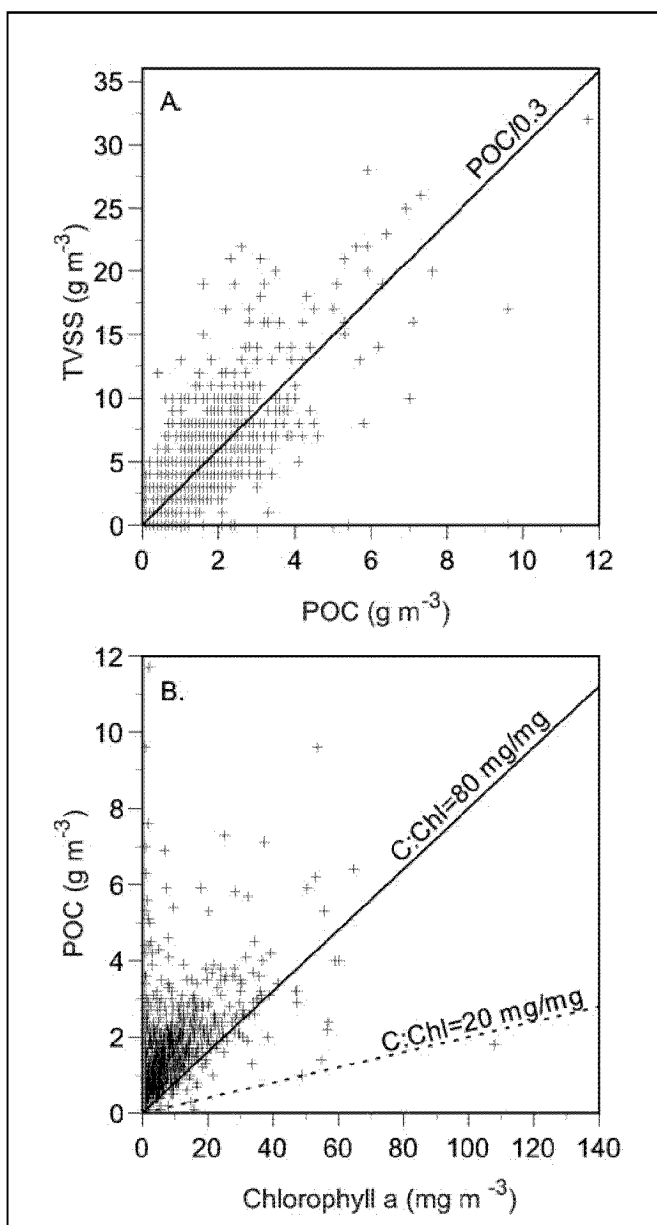 A.
35
30
25
20
15
10
5
0
TVSS (g m-3)
POC/0.3
0 2 4 6 8 10 12
POC (g m-3)
B.
12
10
8
6
4
2
0
POC (g m-3)
C:Chl=80 mg/mg
C:Chl=20 mg/mg
0 20 40 60 80 100 120 140
Chlorophyll a (mg m-3)